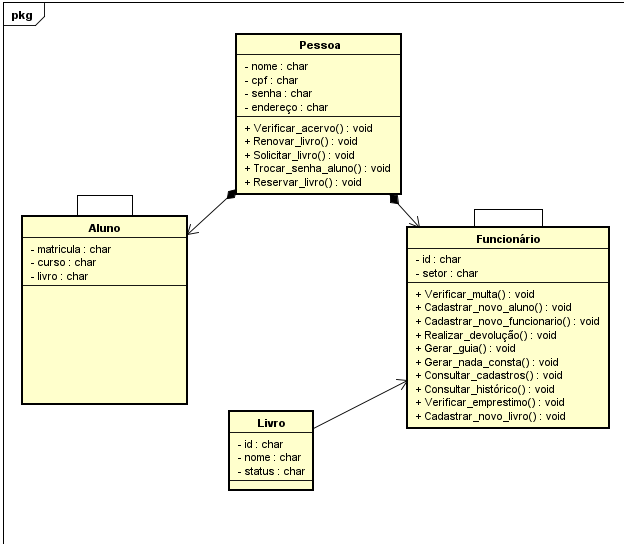 pkg
Pessoa
- nome : char
- cpf : char
- senha : char
- endereço : char
+ Verificar_acervo() : void
+ Renovar_livro() : void
+ Solicitar_livro() : void
+ Trocar_senha_aluno() : void
+ Reservar_livro() : void
Aluno
- matricula : char
- curso : char
- livro : char
Funcionário
- id : char
- setor : char
+ Verificar_multa() : void
+ Cadastrar_novo_aluno() : void
+ Cadastrar_novo_funcionario() : void
+ Realizar_devolução() : void
+ Gerar_guia() : void
+ Gerar_nada_consta() : void
+ Consultar_cadastros() : void
+ Consultar_histórico() : void
+ Verificar_emprestimo() : void
+ Cadastrar_novo_livro() : void
Livro
- id : char
- nome : char
- status : char